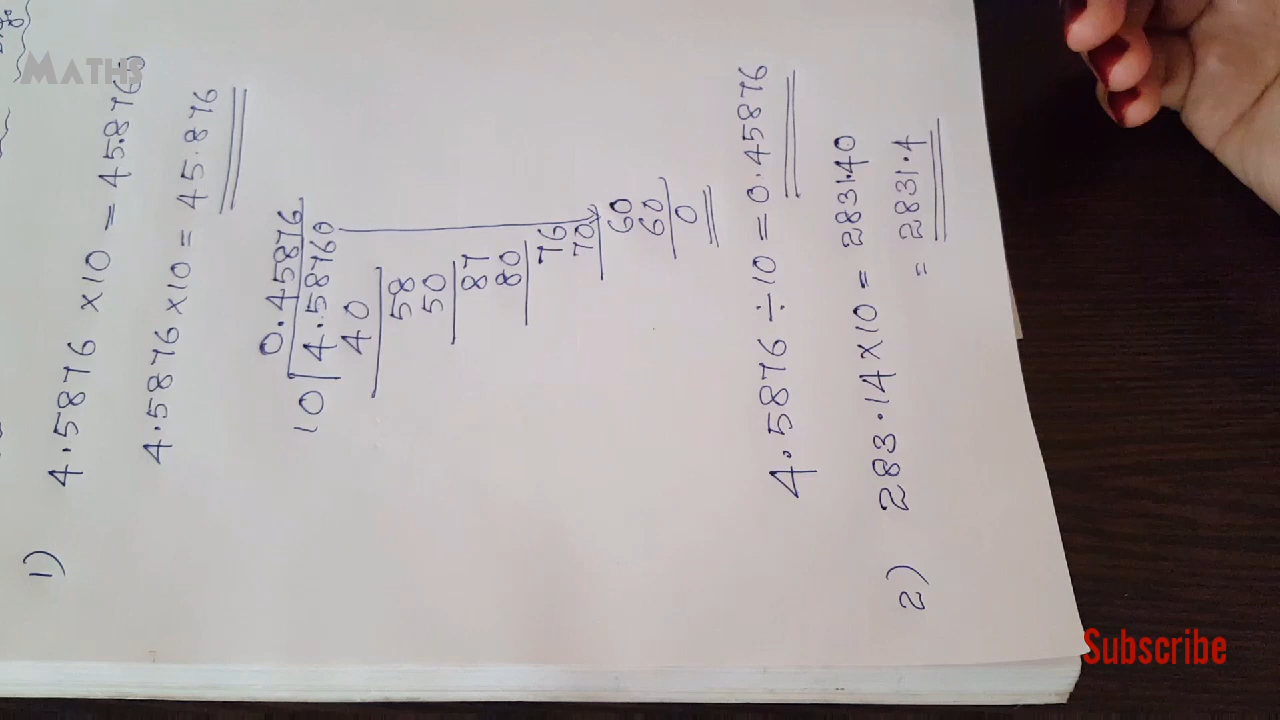 MATHS
1) 4.5876 ×10 = 45.8760
4.5876 ×10 = 45.876
0.45876
10 4.58760
40
58
50
87
80
76
70
60
60
0
4.5876 ÷10 = 0.45876
2) 283.14 ×10 = 2831.40
= 2831.4
Subscribe